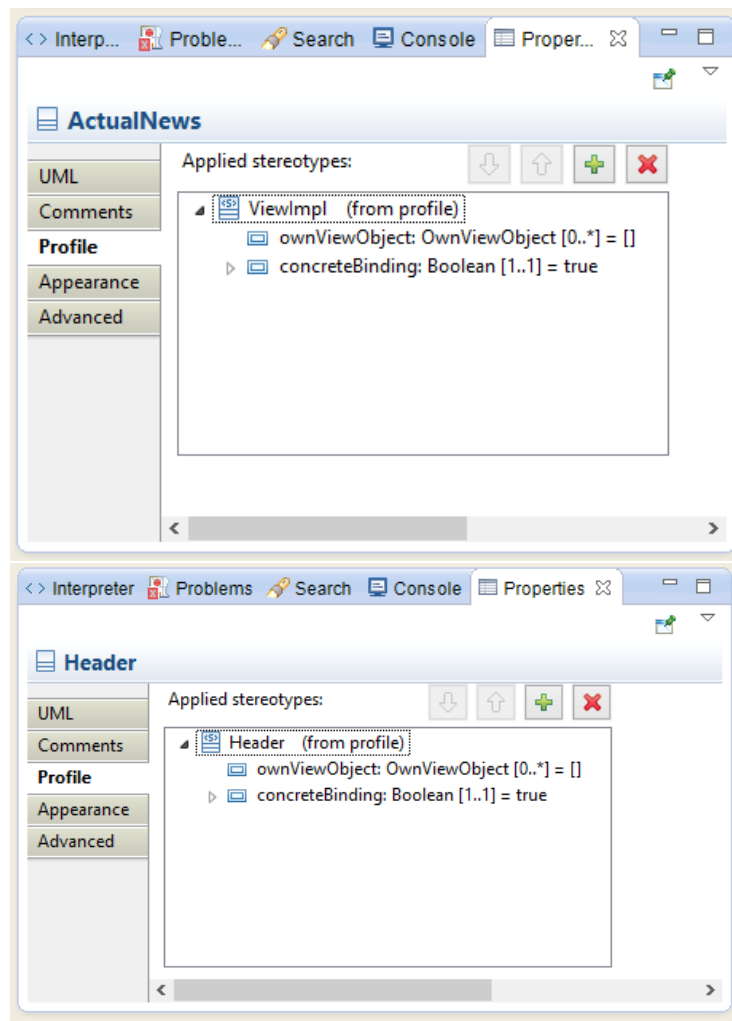 Interp... Proble... Search Console Proper...
ActualNews
Applied stereotypes:
UML
Comments
Profile
Appearance
Advanced
ViewImpl (from profile)
ownViewObject: OwnViewObject [0..*] = []
concreteBinding: Boolean [1..1] = true
Interpreter Problems Search Console Properties
Header
Applied stereotypes:
UML
Comments
Profile
Appearance
Advanced
Header (from profile)
ownViewObject: OwnViewObject [0..*] = []
concreteBinding: Boolean [1..1] = true